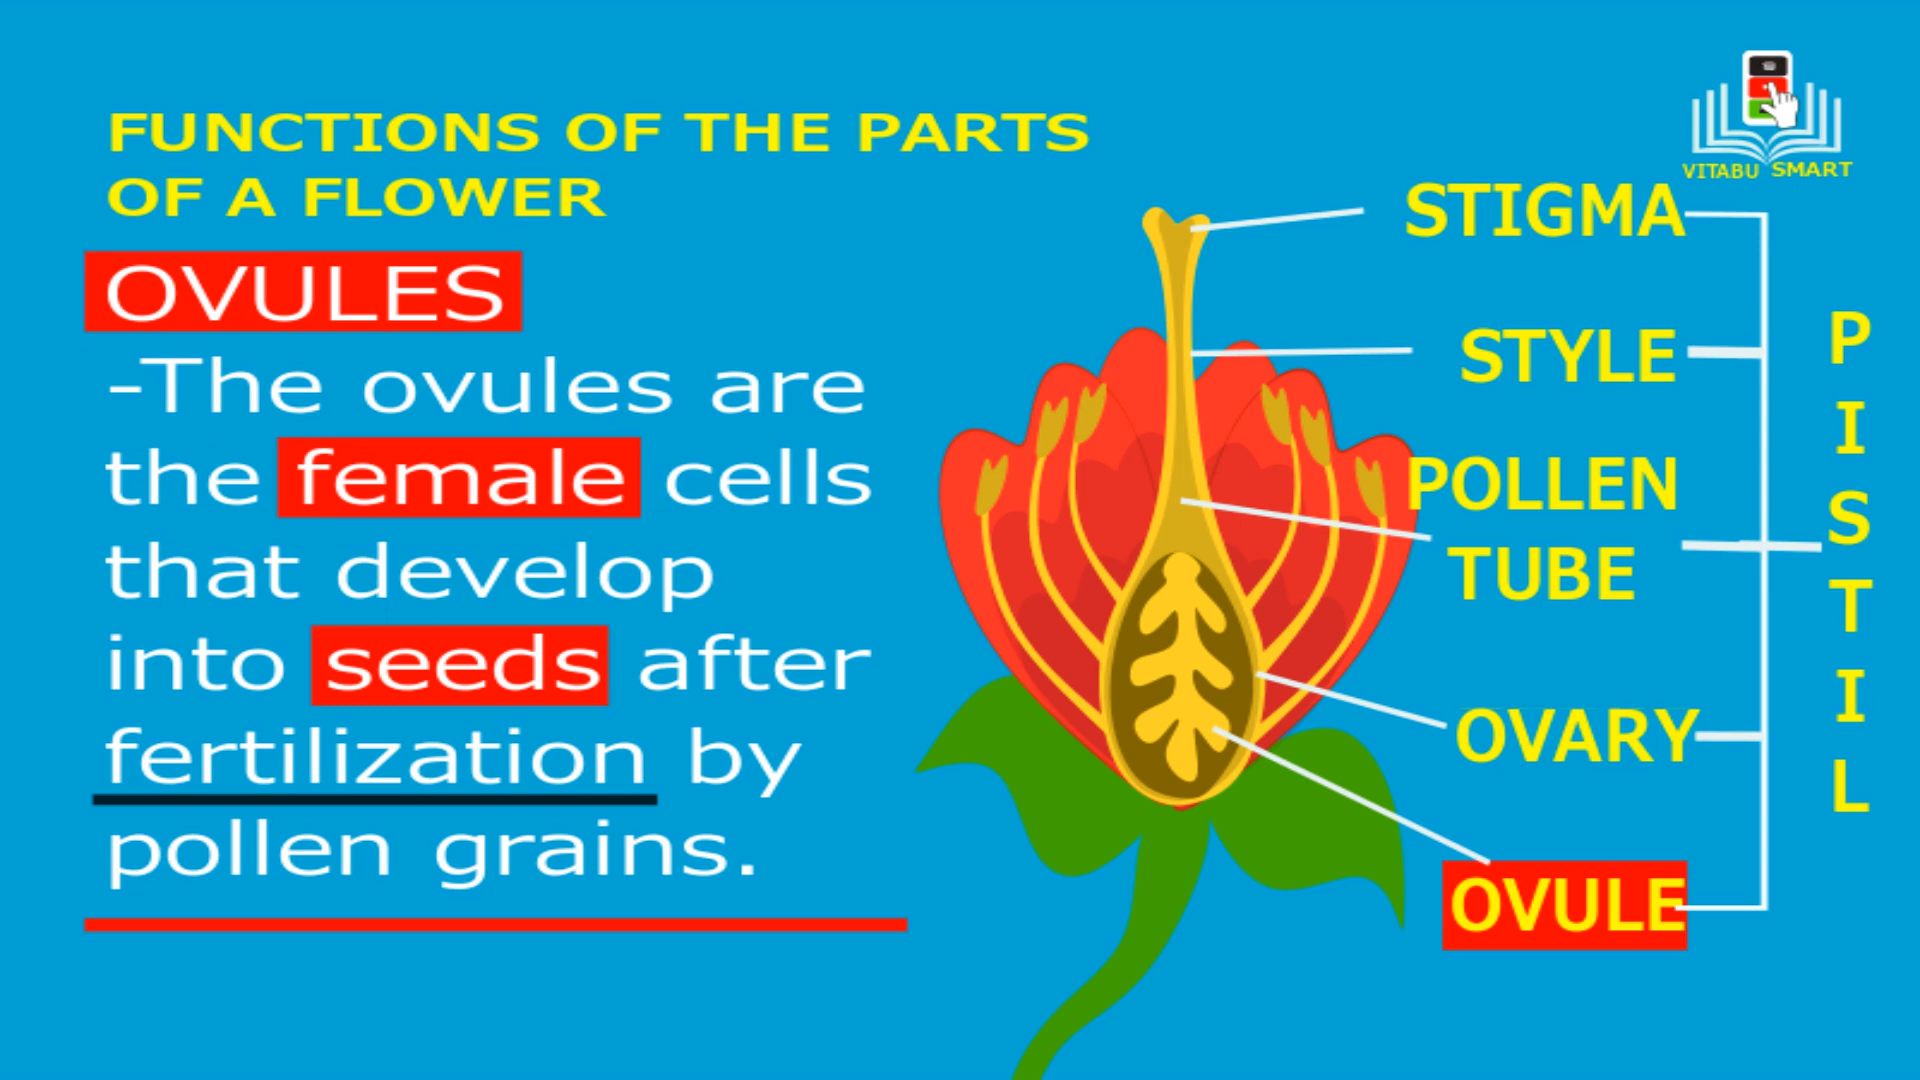 FUNCTIONS OF THE PARTS
OF A FLOWER
OVULES
-The ovules are
the female cells
that develop
into seeds after
fertilization by
pollen grains.
VITABU SMART
STIGMA
STYLE
POLLEN
TUBE
OVARY
OVULE
PISTIL